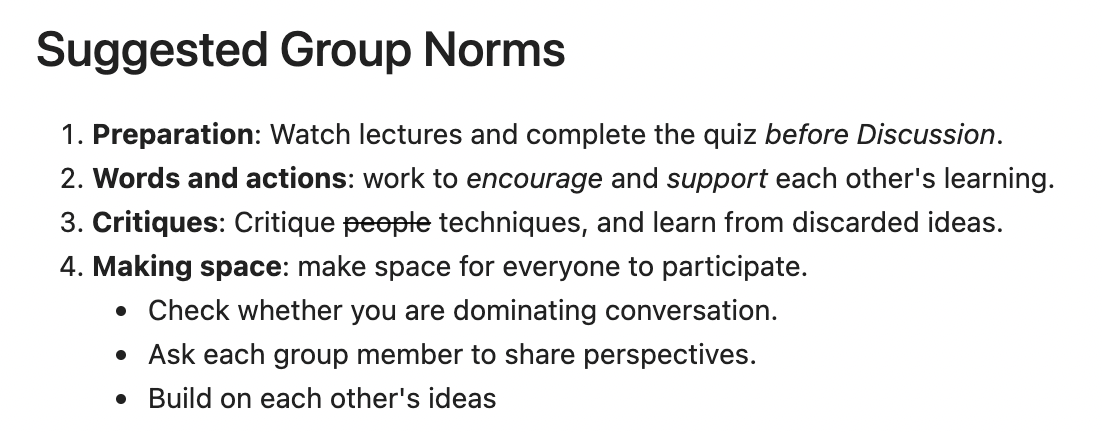 Suggested Group Norms
1. Preparation: Watch lectures and complete the quiz before Discussion.
2. Words and actions: work to encourage and support each other's learning.
3. Critiques: Critique people techniques, and learn from discarded ideas.
4. Making space: make space for everyone to participate.
• Check whether you are dominating conversation.
• Ask each group member to share perspectives.
• Build on each other's ideas